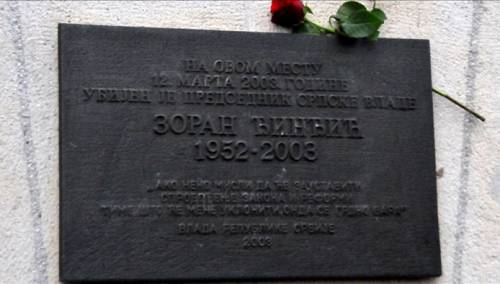 НА ОВОМ МЕСТУ
12. МАРТА 2003. ГОДИНЕ
УБИЈЕН ЈЕ ПРЕДСЕДНИК СРПСКЕ ВЛАДЕ
ЗОРАН ЂИНЂИЋ
1952-2003
„АКО НЕКО МИСЛИ ДА ЋЕ ЗАУСТАВИТИ
СПРОВОЂЕЊЕ ЗАКОНА И РЕФОРМИ
ТИМЕ ШТО ЋЕ МЕНЕ УКЛОНИТИ, ОНДА СЕ ГРДНО ВАРА“
ВЛАДА РЕПУБЛИКЕ СРБИЈЕ
2003